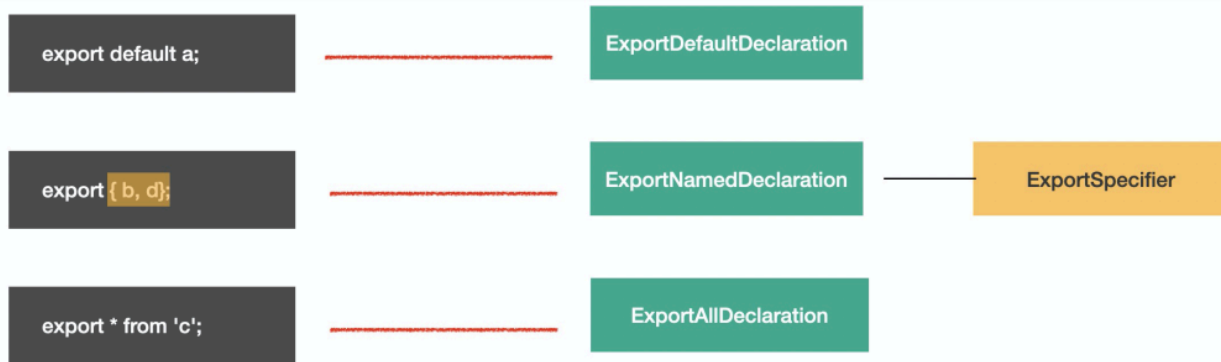 export default a;
ExportDefaultDeclaration
export { b, d};
ExportNamedDeclaration
ExportSpecifier
export * from 'c';
ExportAllDeclaration